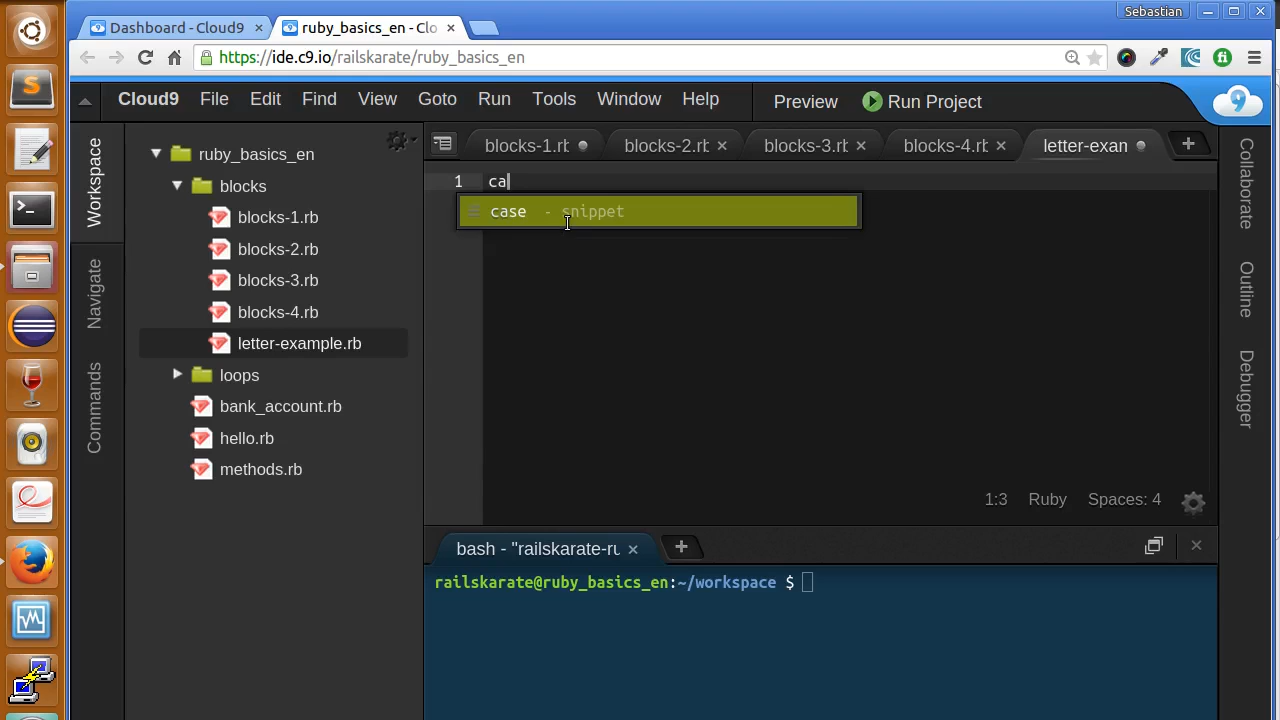 Sebastian
Dashboard - Cloud9
ruby_basics_en - Clo
https://ide.c9.io/railskarate/ruby_basics_en
Cloud9 File Edit Find View Goto Run Tools Window Help Preview Run Project
9
Workspace
Navigate
Commands
ruby_basics_en
blocks
blocks-1.rb
blocks-2.rb
blocks-3.rb
blocks-4.rb
letter-example.rb
loops
bank_account.rb
hello.rb
methods.rb
blocks-1.rb
blocks-2.rb
blocks-3.rb
blocks-4.rb
letter-exan
1 ca
case - snippet
1:3 Ruby Spaces: 4
Collaborate
Outline
Debugger
bash - "railskarate-ru
railskarate@ruby_basics_en:~/workspace $